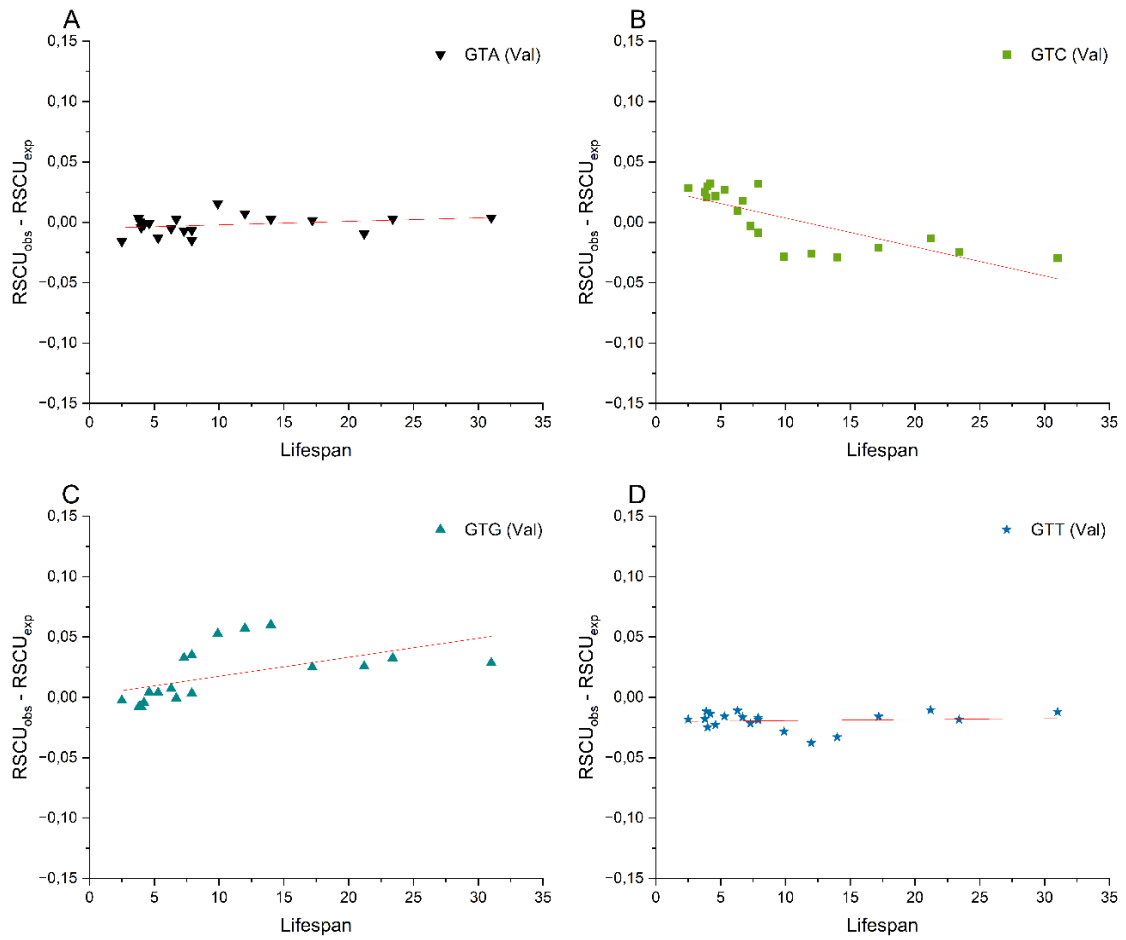 A
GTA (Val)
0,15
0,10
0,05
0,00
−0,05
−0,10
−0,15
RSCUobs - RSCUexp
0 5 10 15 20 25 30 35
Lifespan
B
GTC (Val)
0,15
0,10
0,05
0,00
−0,05
−0,10
−0,15
RSCUobs - RSCUexp
0 5 10 15 20 25 30 35
Lifespan
C
GTG (Val)
0,15
0,10
0,05
0,00
−0,05
−0,10
−0,15
RSCUobs - RSCUexp
0 5 10 15 20 25 30 35
Lifespan
D
GTT (Val)
0,15
0,10
0,05
0,00
−0,05
−0,10
−0,15
RSCUobs - RSCUexp
0 5 10 15 20 25 30 35
Lifespan